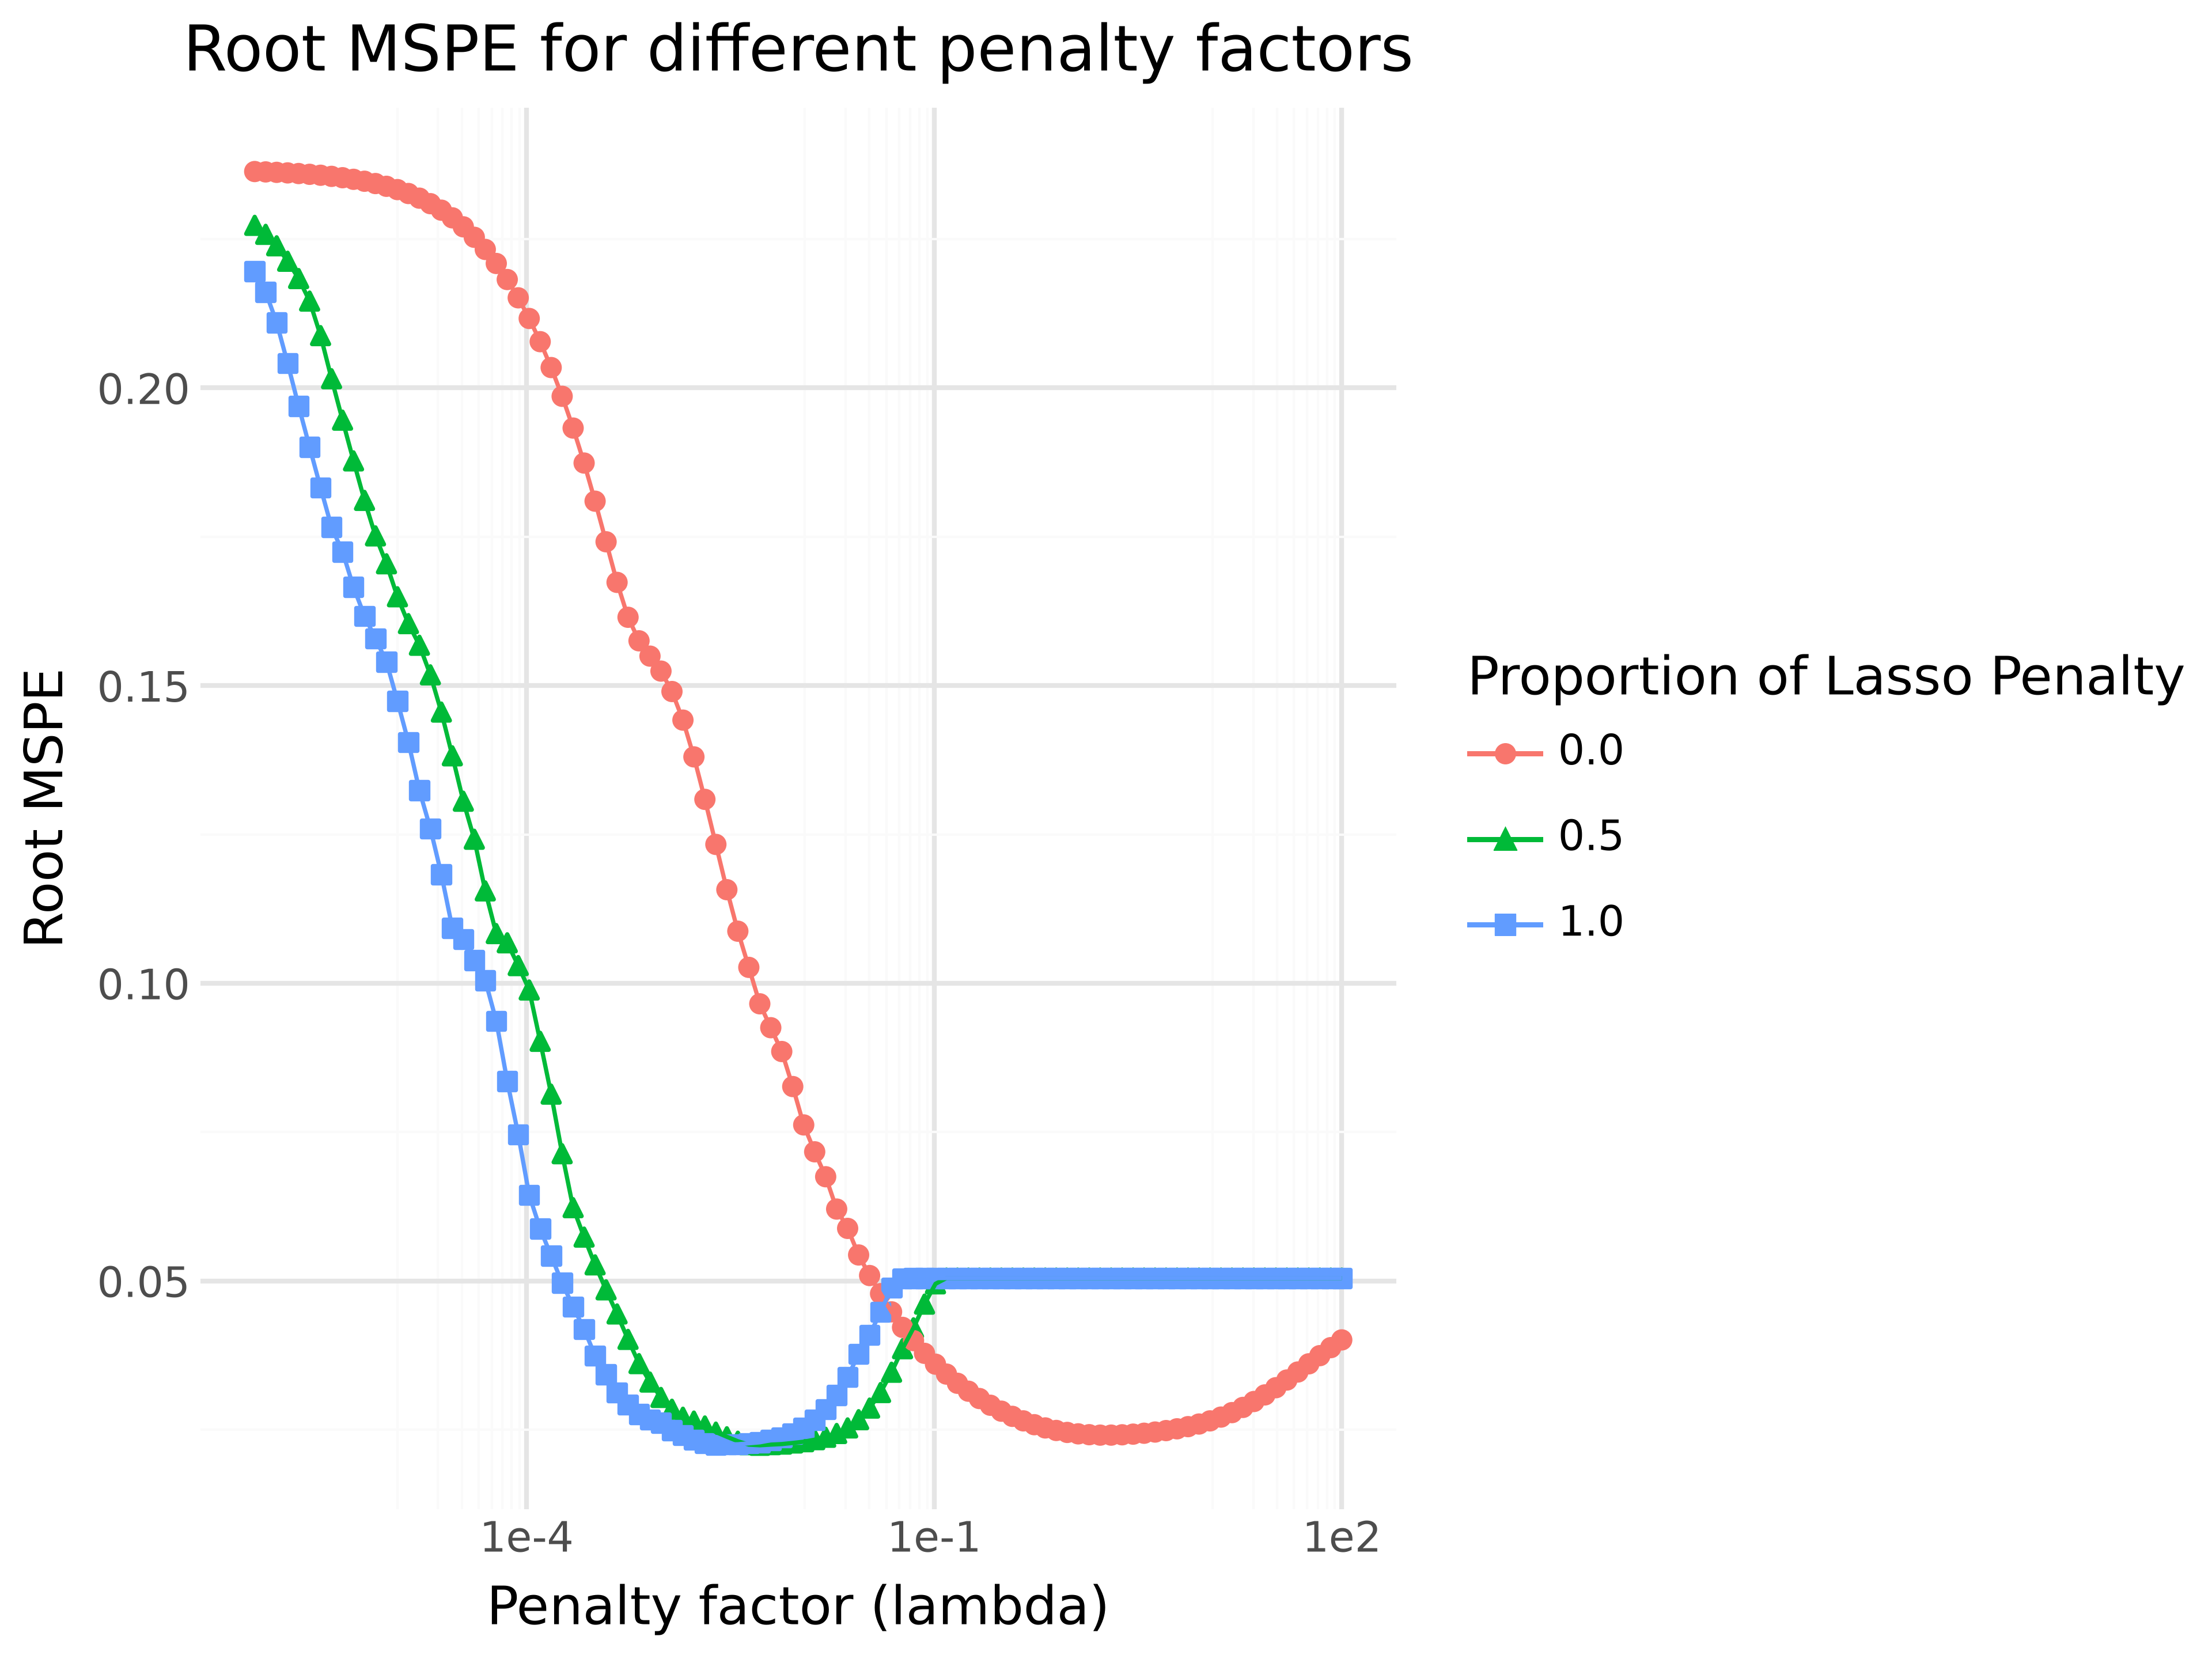 Root MSPE for different penalty factors
Root MSPE
0.20
0.15
0.10
0.05
1e-4
1e-1
1e2
Penalty factor (lambda)
Proportion of Lasso Penalty
0.0
0.5
1.0